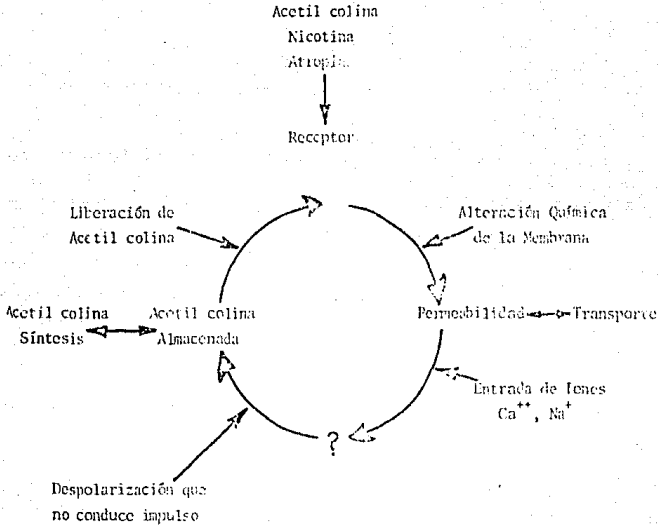 Acetil colina
Nicotina
Atropina
Receptor
Liberación de
Acetil colina
Alteración Química
de la Membrana
Acetil colina
Síntesis
Acetil colina
Almacenada
Permeabilidad
Transporte
Entrada de Iones
Ca++, Na+
?
Despolarización que
no conduce impulso